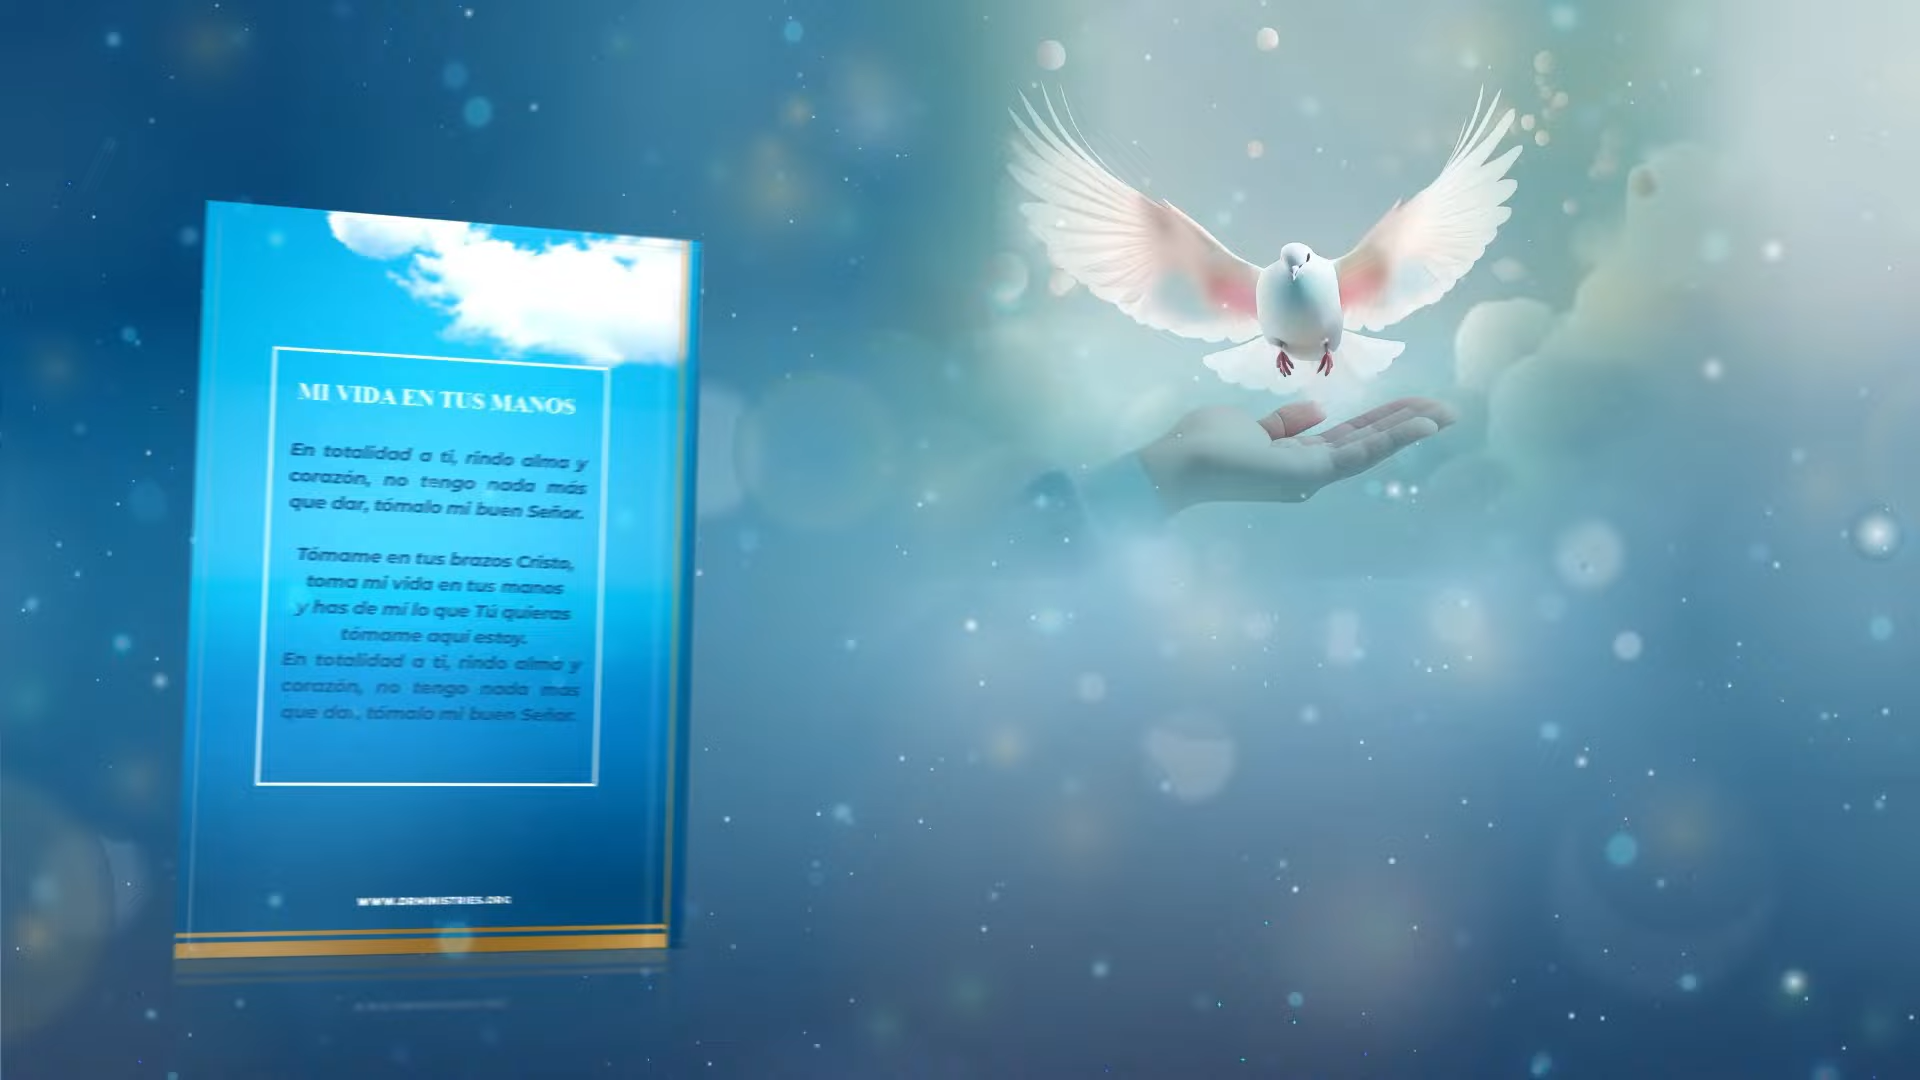 MI VIDA EN TUS MANOS
En totalidad a ti, rindo alma y
corazón, no tengo nada más
que dar, tómalo mi buen Señor.
Tómame en tus brazos Cristo,
toma mi vida en tus manos
y has de mí lo que Tú quieras
tómame aquí estoy.
En totalidad a ti, rindo alma y
corazón, no tengo nada más
que dar, tómalo mi buen Señor.
WWW.DRMINISTRIES.ORG